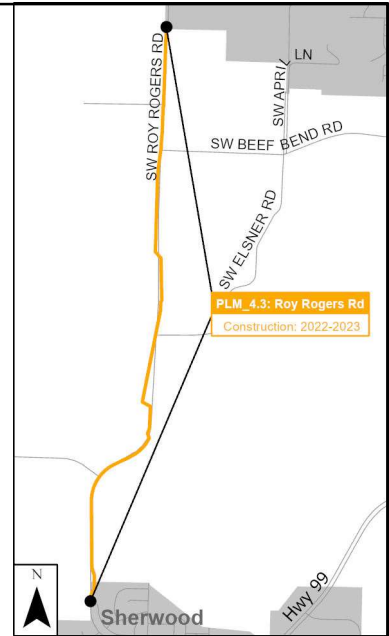 SW ROY ROGERS RD
SW APRIL LN
SW BEEF BEND RD
SW ELSNER RD
PLM_4.3: Roy Rogers Rd
Construction: 2022-2023
Hwy 99
N
Sherwood